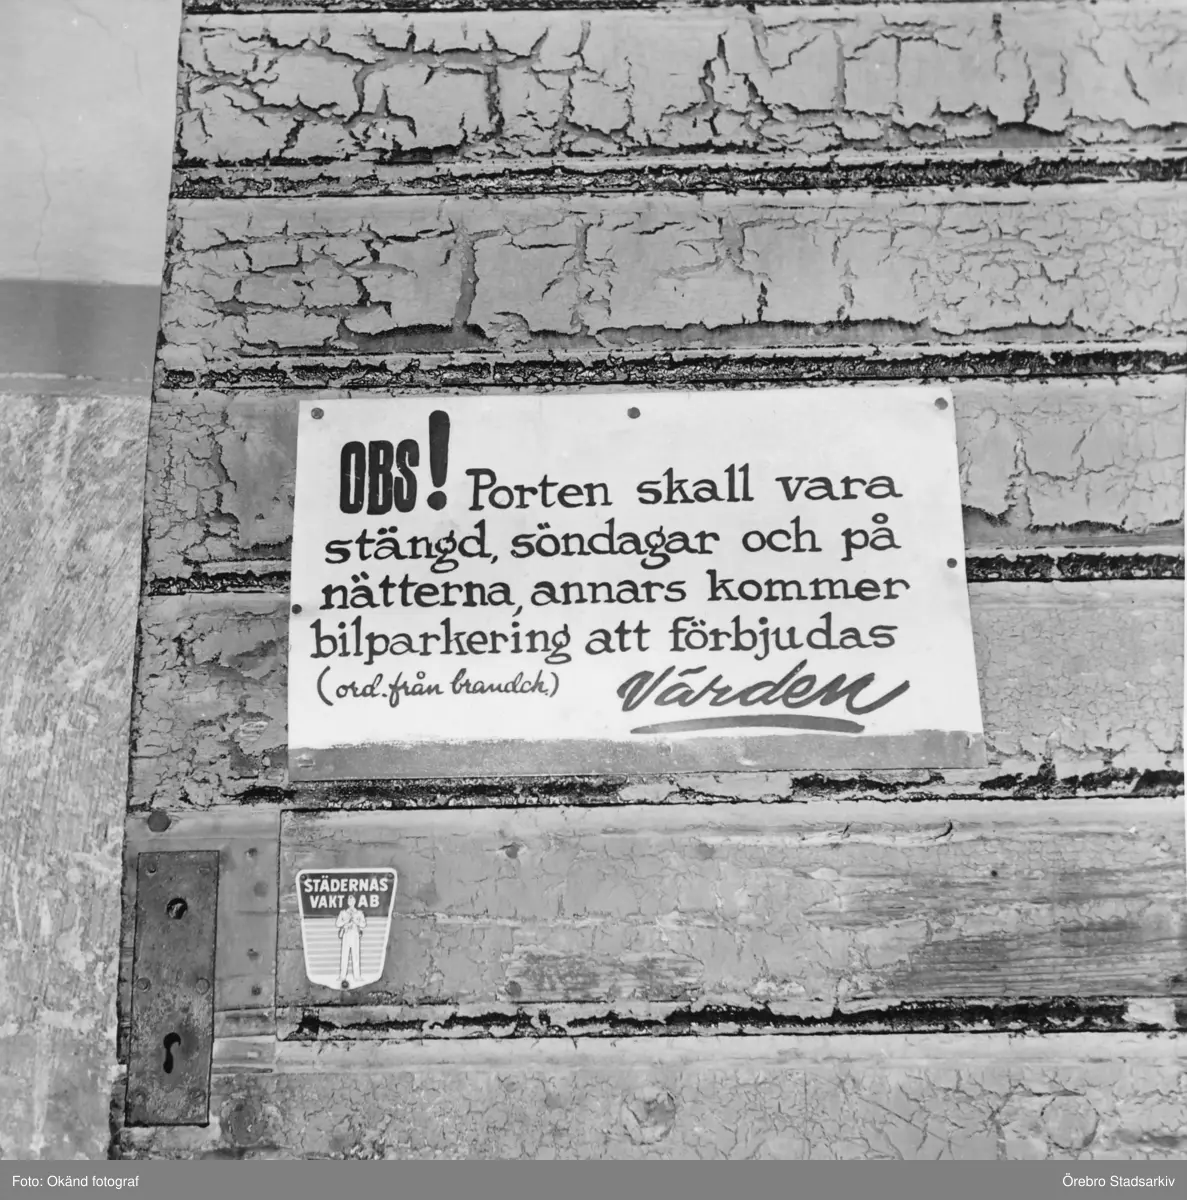 OBS! Porten skall vara
stängd, söndagar och på
nätterna, annars kommer
bilparkering att förbjudas
(ord. från brandch.) Värden
STÄDERNAS
VAKT AB
Foto: Okänd fotograf
Örebro Stadsarkiv